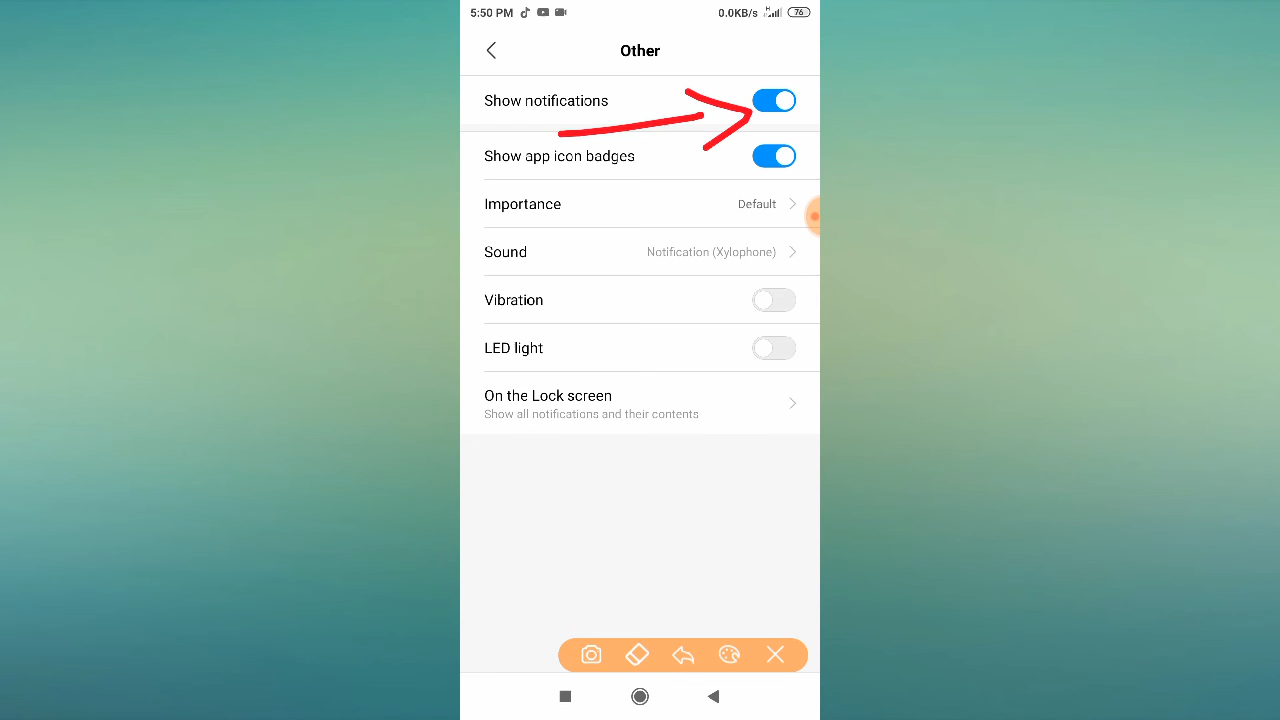 5:50 PM 0.0KB/s H 76
Other
Show notifications
Show app icon badges
Importance Default
Sound Notification (Xylophone)
Vibration
LED light
On the Lock screen
Show all notifications and their contents